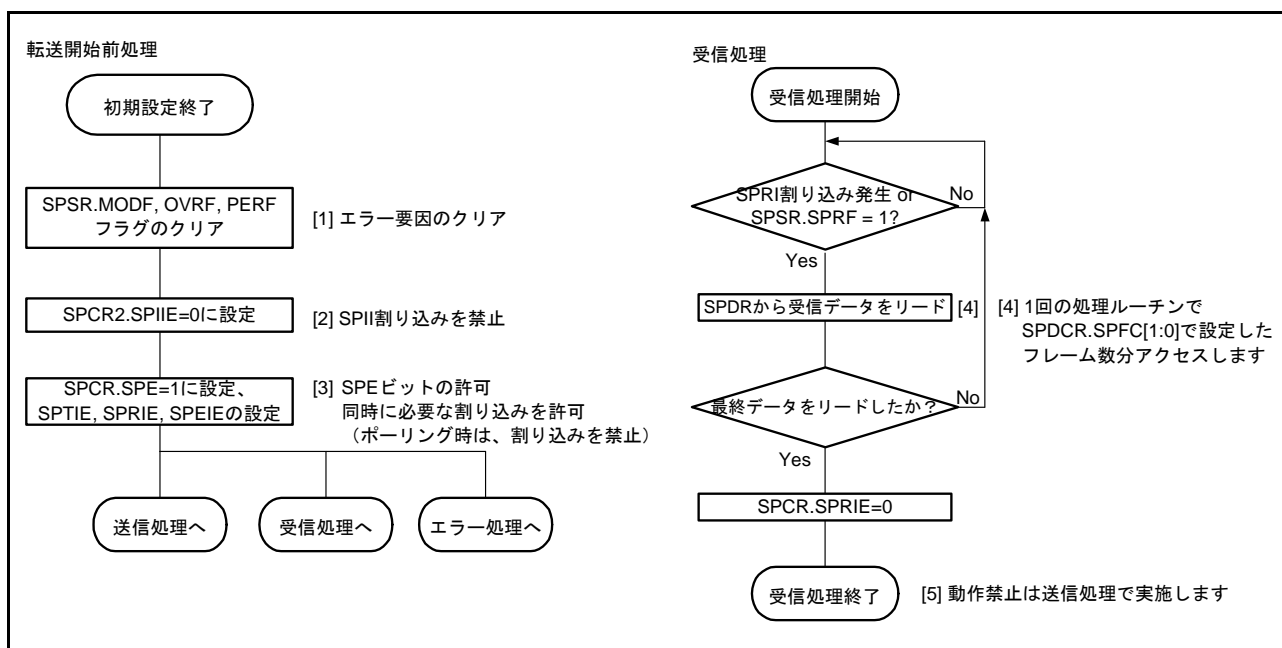 転送開始前処理
初期設定終了
SPSR.MODF, OVRF, PERF
フラグのクリア
[1] エラー要因のクリア
SPCR2.SPIIE=0に設定
[2] SPII割り込みを禁止
SPCR.SPE=1に設定、
SPTIE, SPRIE, SPEIEの設定
[3] SPEビットの許可
同時に必要な割り込みを許可
（ポーリング時は、割り込みを禁止）
送信処理へ
受信処理へ
エラー処理へ
受信処理
受信処理開始
SPRI割り込み発生 or
SPSR.SPRF = 1?
No
Yes
SPDRから受信データをリード
[4]
[4] 1回の処理ルーチンで
SPDCR.SPFC[1:0]で設定した
フレーム数分アクセスします
最終データをリードしたか？
No
Yes
SPCR.SPRIE=0
受信処理終了
[5] 動作禁止は送信処理で実施します